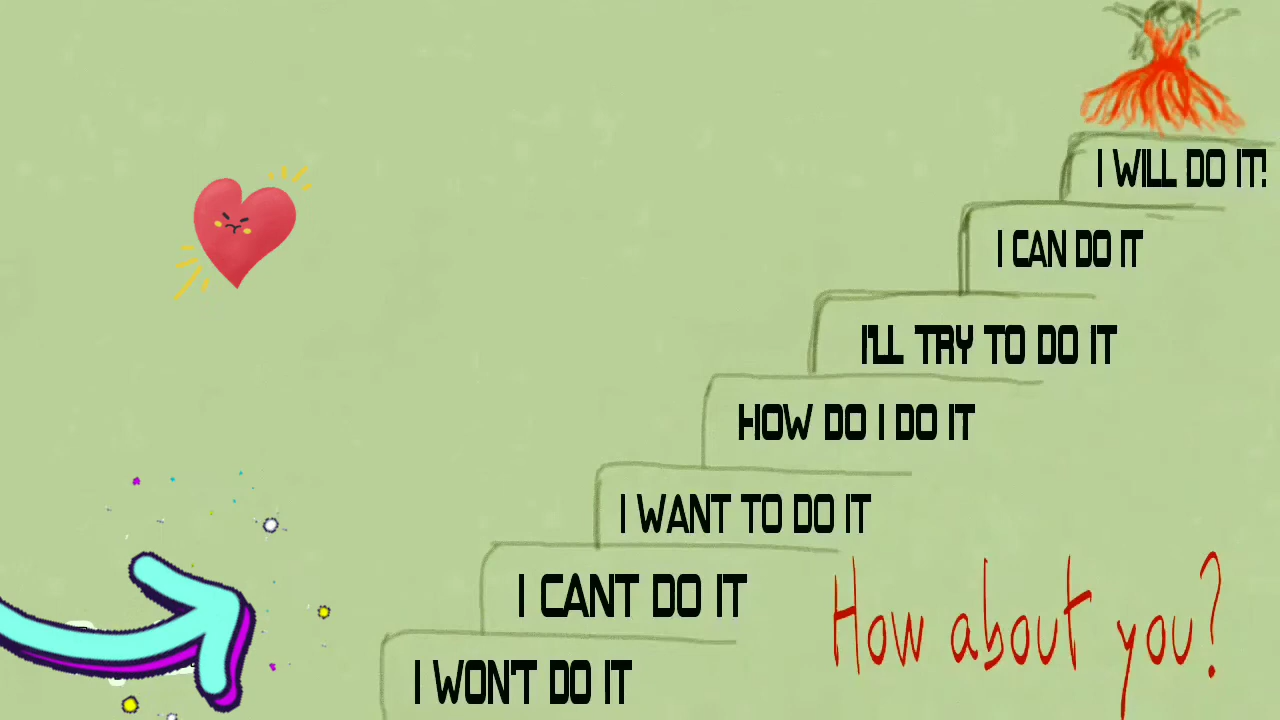 I WILL DO IT!
I CAN DO IT
I'LL TRY TO DO IT
HOW DO I DO IT
I WANT TO DO IT
I CAN'T DO IT
I WON'T DO IT
How about you?